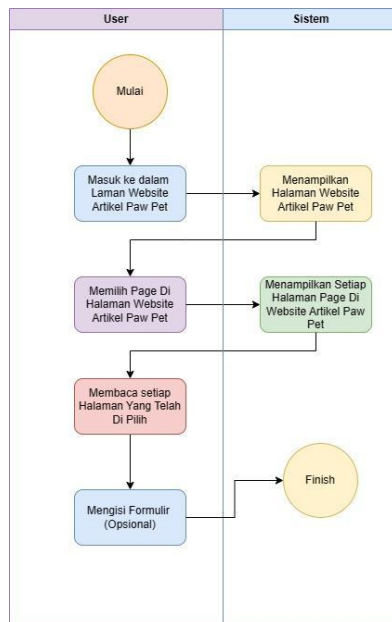 User
Sistem
Mulai
Masuk ke dalam
Laman Website
Artikel Paw Pet
Menampilkan
Halaman Website
Artikel Paw Pet
Memilih Page Di
Halaman Website
Artikel Paw Pet
Menampilkan Setiap
Halaman Page Di
Website Artikel Paw
Pet
Membaca setiap
Halaman Yang Telah
Di Pilih
Mengisi Formulir
(Opsional)
Finish